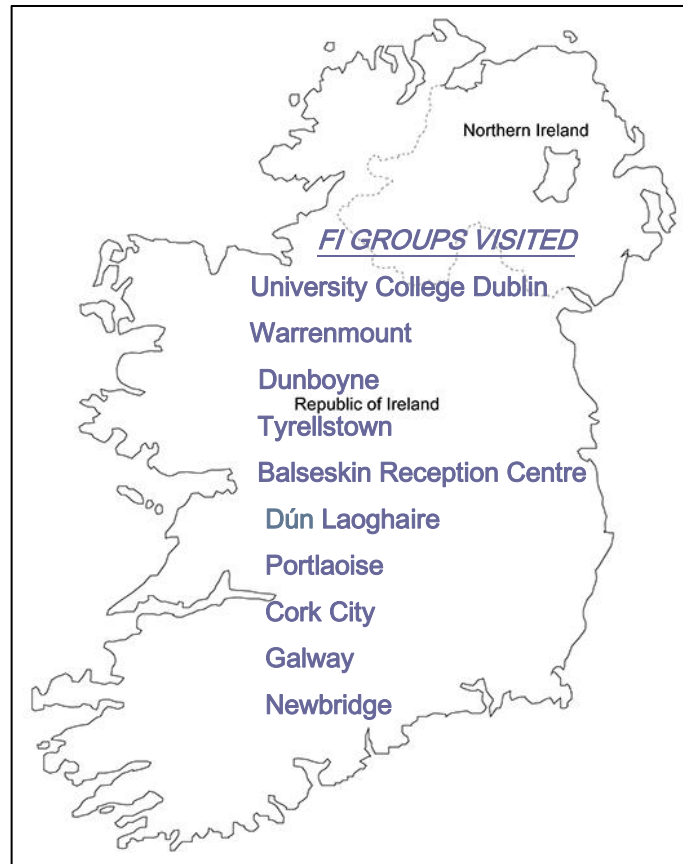 Northern Ireland
FI GROUPS VISITED
University College Dublin
Warrenmount
Dunboyne
Republic of Ireland
Tyrellstown
Balseskin Reception Centre
Dún Laoghaire
Portlaoise
Cork City
Galway
Newbridge